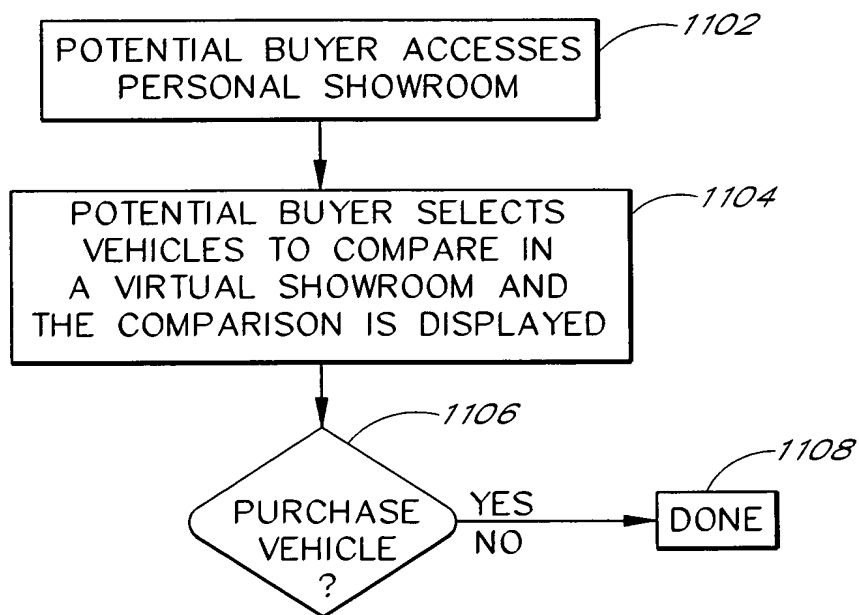 1102
POTENTIAL BUYER ACCESSES
PERSONAL SHOWROOM
1104
POTENTIAL BUYER SELECTS
VEHICLES TO COMPARE IN
A VIRTUAL SHOWROOM AND
THE COMPARISON IS DISPLAYED
1106
PURCHASE
VEHICLE
?
YES
NO
1108
DONE